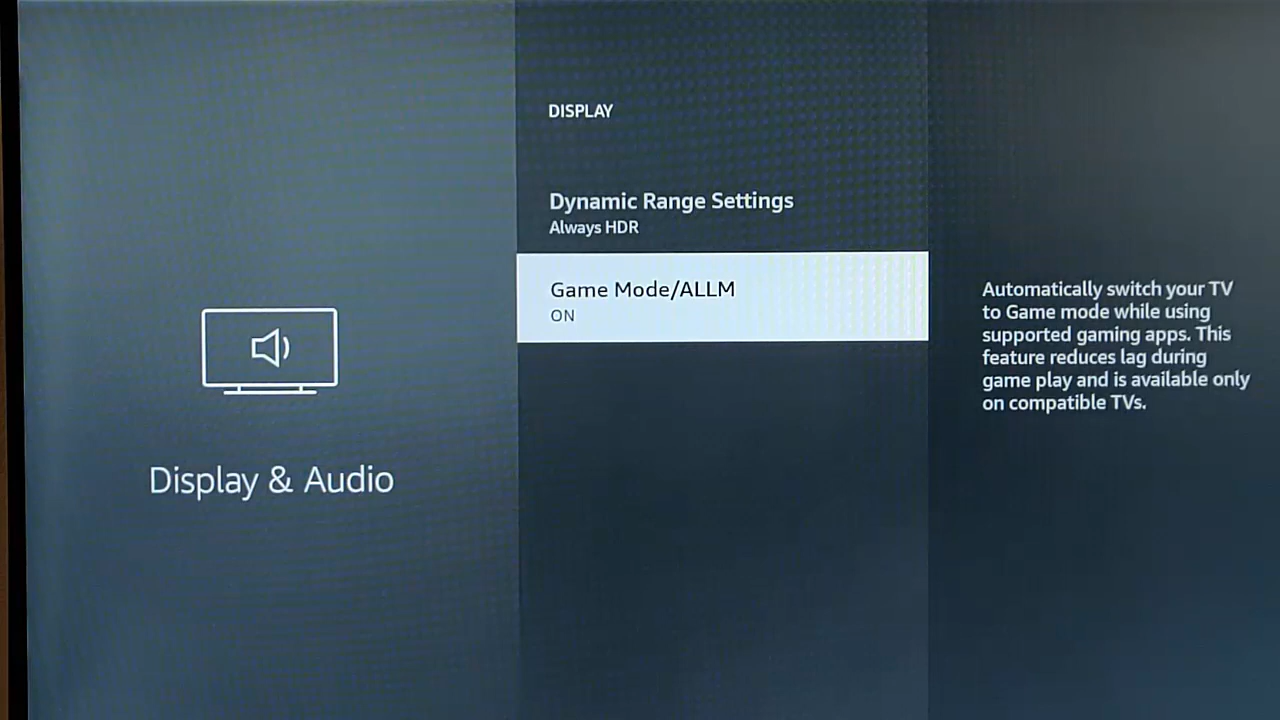 DISPLAY
Dynamic Range Settings
Always HDR
Game Mode/ALLM
ON
Display & Audio
Automatically switch your TV
to Game mode while using
supported gaming apps. This
feature reduces lag during
game play and is available only
on compatible TVs.